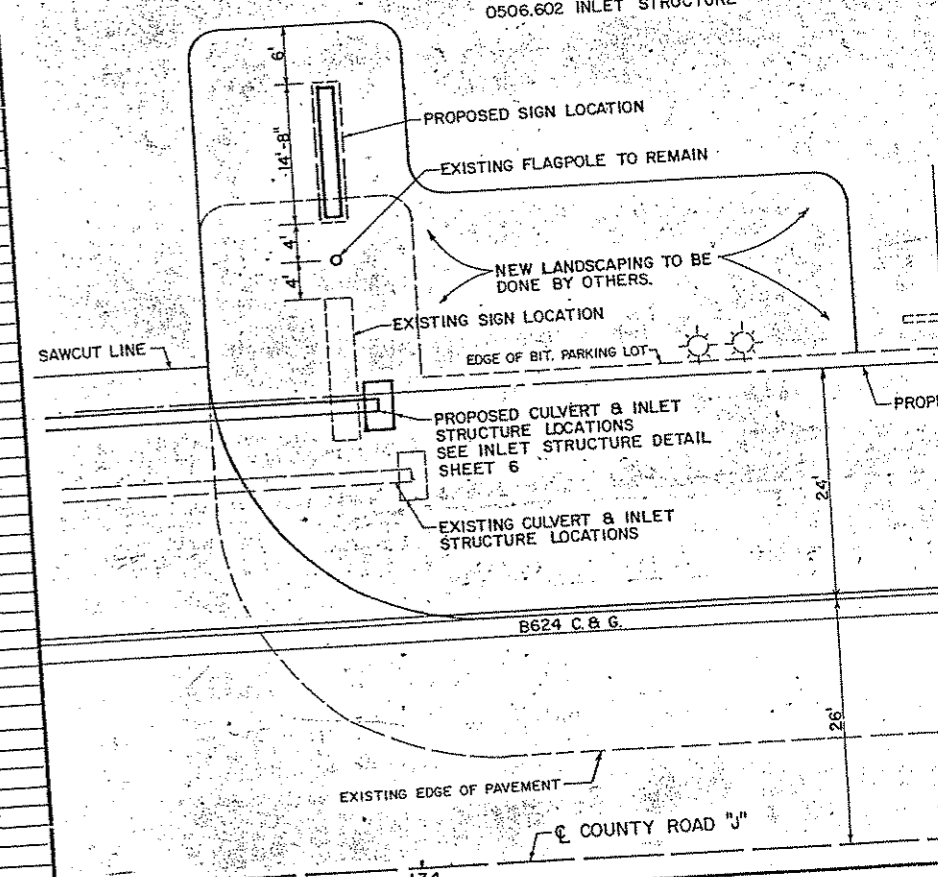 0506.602 INLET STRUCTURE
6'
PROPOSED SIGN LOCATION
14'-8"
EXISTING FLAGPOLE TO REMAIN
4'
4'
NEW LANDSCAPING TO BE
DONE BY OTHERS.
EXISTING SIGN LOCATION
SAWCUT LINE
EDGE OF BIT. PARKING LOT
PROPOSED CULVERT & INLET
STRUCTURE LOCATIONS
SEE INLET STRUCTURE DETAIL
SHEET 6
24'
EXISTING CULVERT & INLET
STRUCTURE LOCATIONS
B624 C. & G.
26'
EXISTING EDGE OF PAVEMENT
℄ COUNTY ROAD "J"